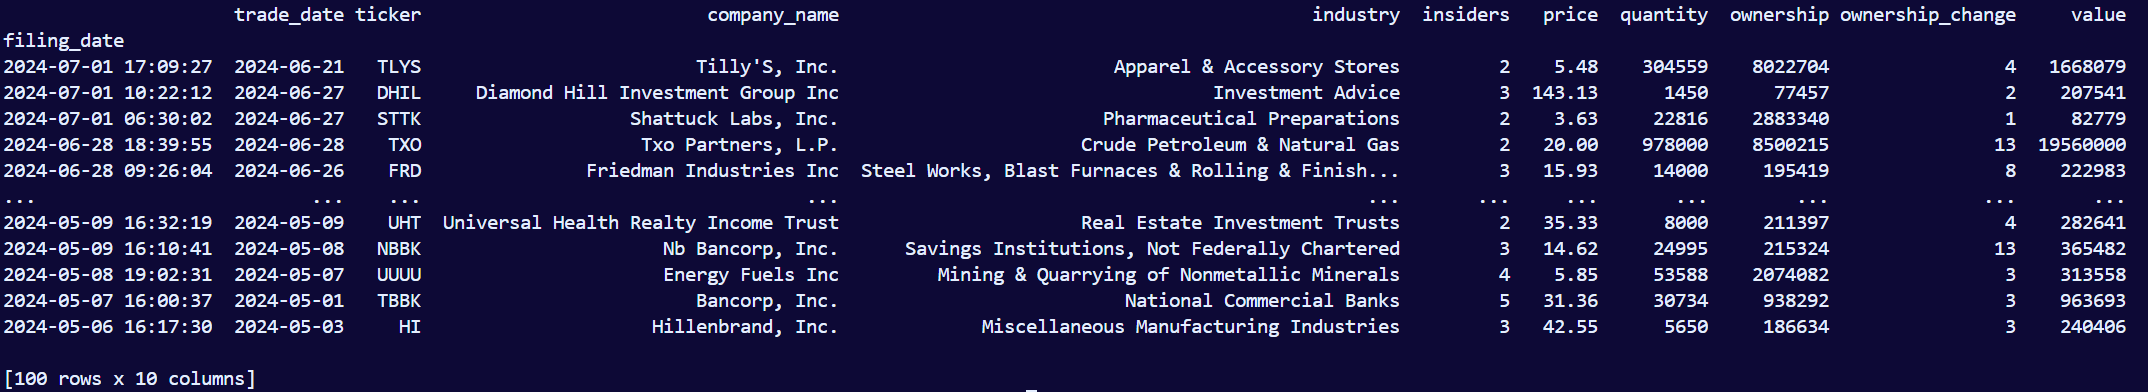 trade_date ticker company_name industry insiders price quantity ownership ownership_change value
filing_date
2024-07-01 17:09:27 2024-06-21 TLYS Tilly'S, Inc. Apparel & Accessory Stores 2 5.48 304559 8022704 4 1668079
2024-07-01 10:22:12 2024-06-27 DHIL Diamond Hill Investment Group Inc Investment Advice 3 143.13 1450 77457 2 207541
2024-07-01 06:30:02 2024-06-27 STTK Shattuck Labs, Inc. Pharmaceutical Preparations 2 3.63 22816 2883340 1 82779
2024-06-28 18:39:55 2024-06-28 TXO Txo Partners, L.P. Crude Petroleum & Natural Gas 2 20.00 978000 8500215 13 19560000
2024-06-28 09:26:04 2024-06-26 FRD Friedman Industries Inc Steel Works, Blast Furnaces & Rolling & Finish... 3 15.93 14000 195419 8 222983
... ... ... ... ... ... ... ... ... ... ...
2024-05-09 16:32:19 2024-05-09 UHT Universal Health Realty Income Trust Real Estate Investment Trusts 2 35.33 8000 211397 4 282641
2024-05-09 16:10:41 2024-05-08 NBBK Nb Bancorp, Inc. Savings Institutions, Not Federally Chartered 3 14.62 24995 215324 13 365482
2024-05-08 19:02:31 2024-05-07 UUUU Energy Fuels Inc Mining & Quarrying of Nonmetallic Minerals 4 5.85 53588 2074082 3 313558
2024-05-07 16:00:37 2024-05-01 TBBK Bancorp, Inc. National Commercial Banks 5 31.36 30734 938292 3 963693
2024-05-06 16:17:30 2024-05-03 HI Hillenbrand, Inc. Miscellaneous Manufacturing Industries 3 42.55 5650 186634 3 240406
[100 rows x 10 columns]